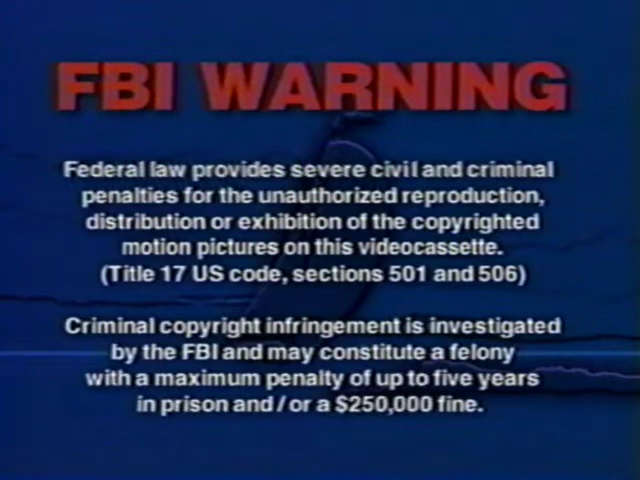 FBI WARNING
Federal law provides severe civil and criminal
penalties for the unauthorized reproduction,
distribution or exhibition of the copyrighted
motion pictures on this videocassette.
(Title 17 US code, sections 501 and 506)
Criminal copyright infringement is investigated
by the FBI and may constitute a felony
with a maximum penalty of up to five years
in prison and / or a $250,000 fine.